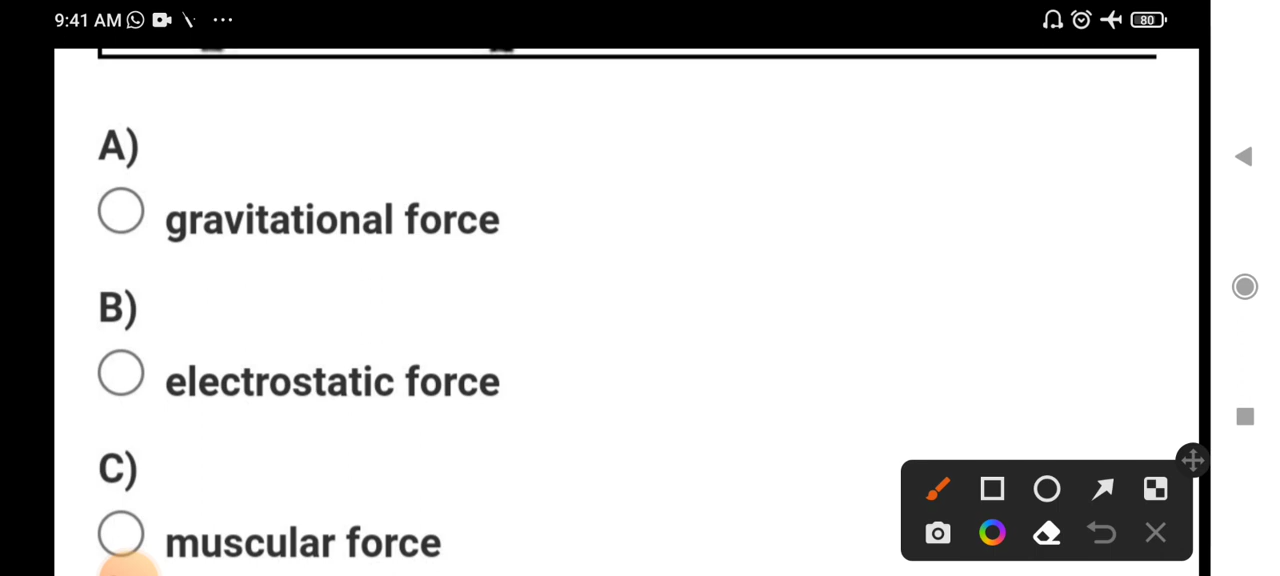 9:41 AM
80
A)
gravitational force
B)
electrostatic force
C)
muscular force